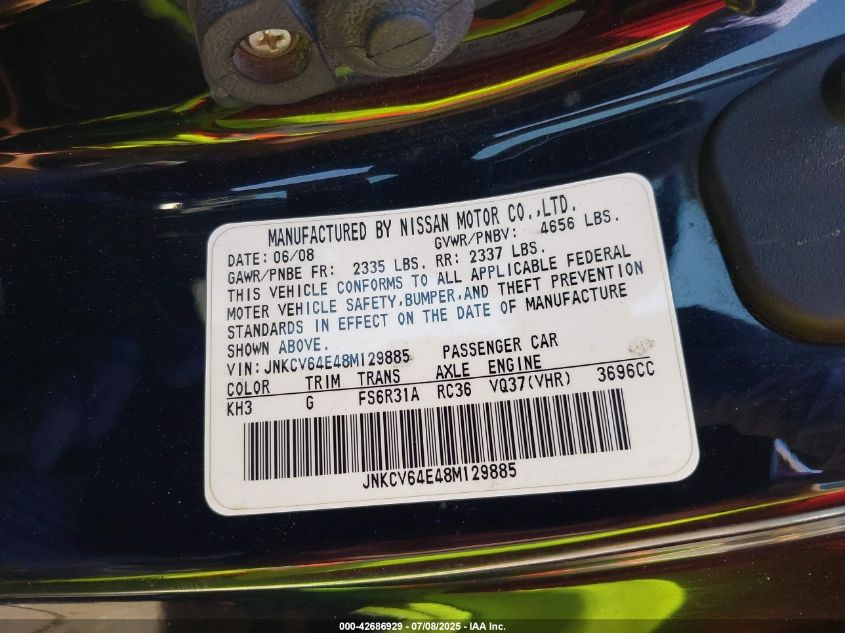 MANUFACTURED BY NISSAN MOTOR CO.,LTD.
DATE: 06/08 GVWR/PNBV: 4656 LBS.
GAWR/PNBE FR: 2335 LBS. RR: 2337 LBS.
THIS VEHICLE CONFORMS TO ALL APPLICABLE FEDERAL
MOTOR VEHICLE SAFETY,BUMPER,AND THEFT PREVENTION
STANDARDS IN EFFECT ON THE DATE OF MANUFACTURE
SHOWN ABOVE.
VIN:JNKCV64E48M129885 PASSENGER CAR
COLOR TRIM TRANS AXLE ENGINE
KH3 G FS6R31A RC36 VQ37(VHR) 3696CC
JNKCV64E48M129885
000-42686929 - 07/08/2025 - IAA Inc.